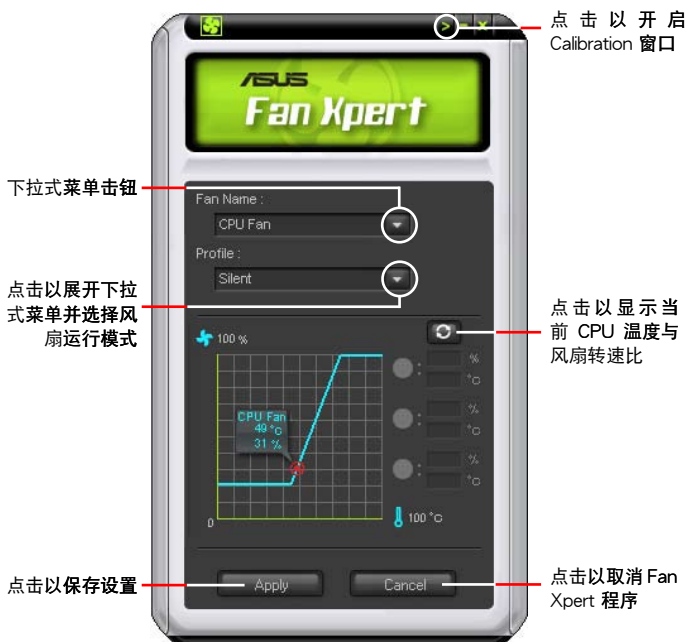 点击以开启
Calibration 窗口
ASUS
Fan Xpert
下拉式菜单击钮
Fan Name :
CPU Fan
Profile :
Silent
点击以展开下拉
式菜单并选择风
扇运行模式
点击以显示当
前 CPU 温度与
风扇转速比
100 %
:
%
°C
CPU Fan
49 °C
31 %
:
%
°C
:
%
°C
0
100 °C
点击以保存设置
Apply
Cancel
点击以取消 Fan
Xpert 程序